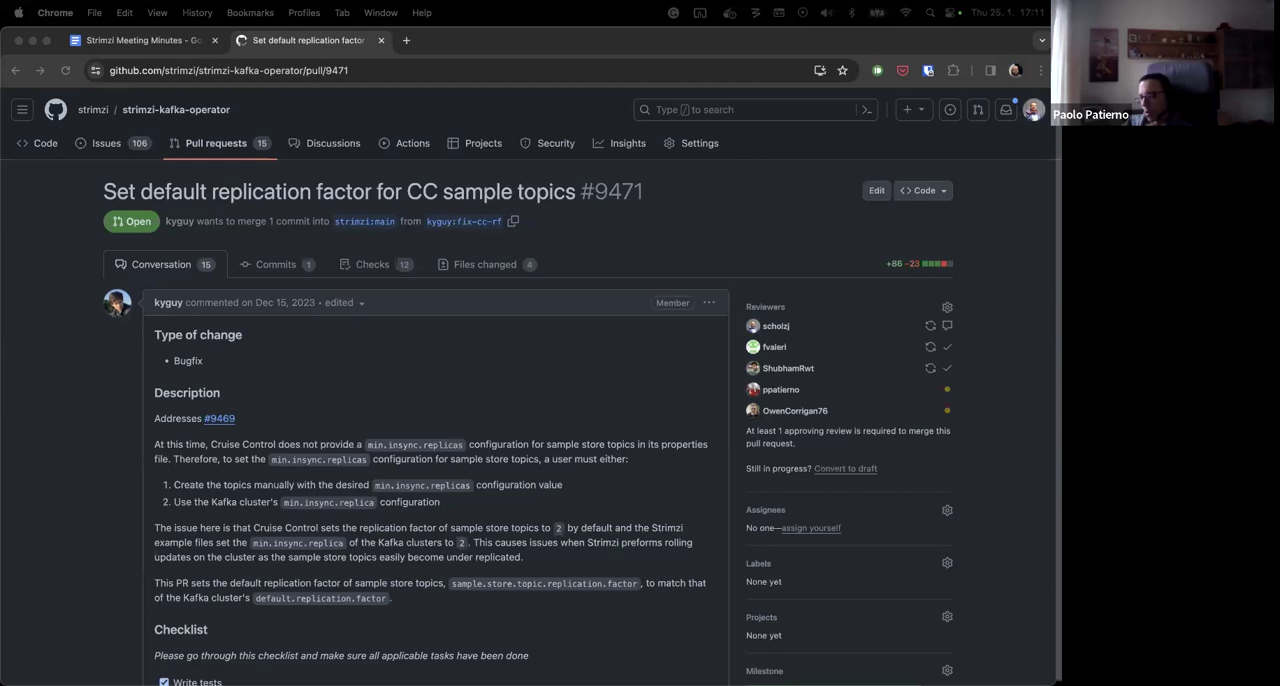 Chrome File Edit View History Bookmarks Profiles Tab Window Help Thu 25. 1. 17:11
Strimzi Meeting Minutes - Go
Set default replication factor
github.com/strimzi/strimzi-kafka-operator/pull/9471
Paolo Patierno
strimzi / strimzi-kafka-operator
Type / to search
Code Issues 106 Pull requests 15 Discussions Actions Projects Security Insights Settings
Set default replication factor for CC sample topics #9471
Edit Code
Open kyguy wants to merge 1 commit into strimzi:main from kyguy:fix-cc-rf
Conversation 15 Commits 1 Checks 12 Files changed 4
+86 −23
kyguy commented on Dec 15, 2023 • edited Member
Type of change
• Bugfix
Description
Addresses #9469
At this time, Cruise Control does not provide a min.insync.replicas configuration for sample store topics in its properties
file. Therefore, to set the min.insync.replicas configuration for sample store topics, a user must either:
1. Create the topics manually with the desired min.insync.replicas configuration value
2. Use the Kafka cluster's min.insync.replica configuration
The issue here is that Cruise Control sets the replication factor of sample store topics to 2 by default and the Strimzi
example files set the min.insync.replica of the Kafka clusters to 2. This causes issues when Strimzi preforms rolling
updates on the cluster as the sample store topics easily become under replicated.
This PR sets the default replication factor of sample store topics, sample.store.topic.replication.factor, to match that
of the Kafka cluster's default.replication.factor.
Checklist
Please go through this checklist and make sure all applicable tasks have been done
Write tests
Reviewers
scholzj
fvaleri
ShubhamRwt
ppatierno
OwenCorrigan76
At least 1 approving review is required to merge this
pull request.
Still in progress? Convert to draft
Assignees
No one—assign yourself
Labels
None yet
Projects
None yet
Milestone